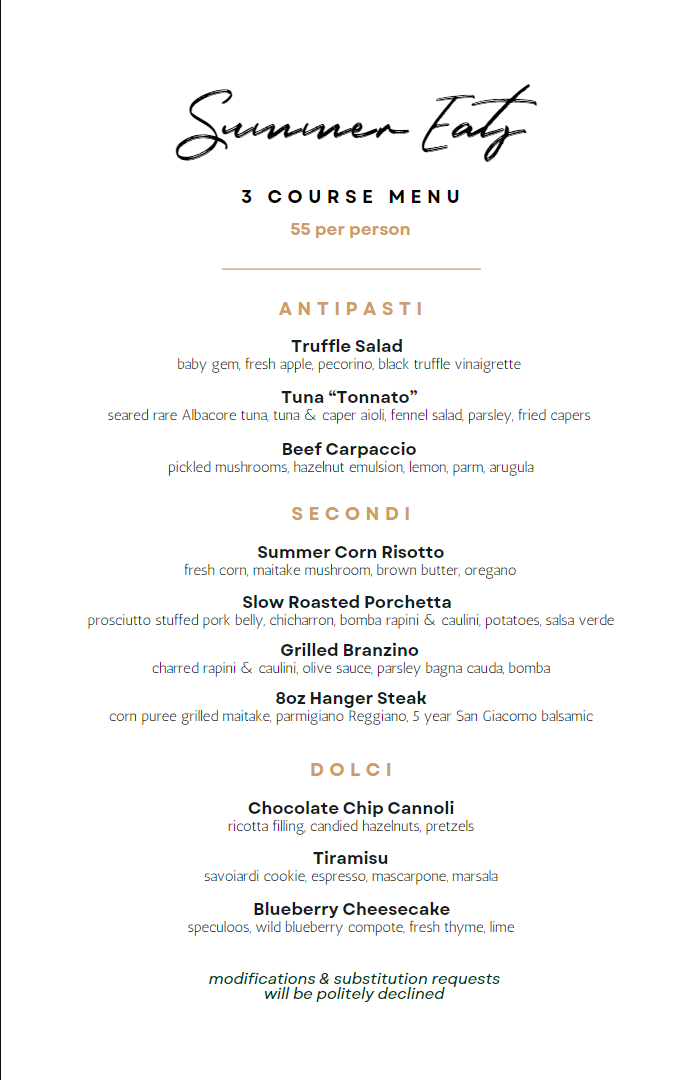 Summer Eats
3 COURSE MENU
55 per person
ANTIPASTI
Truffle Salad
baby gem, fresh apple, pecorino, black truffle vinaigrette
Tuna “Tonnato”
seared rare Albacore tuna, tuna & caper aioli, fennel salad, parsley, fried capers
Beef Carpaccio
pickled mushrooms, hazelnut emulsion, lemon, parm, arugula
SECONDI
Summer Corn Risotto
fresh corn, maitake mushroom, brown butter, oregano
Slow Roasted Porchetta
prosciutto stuffed pork belly, chicharron, bomba rapini & caulini, potatoes, salsa verde
Grilled Branzino
charred rapini & caulini, olive sauce, parsley bagna cauda, bomba
8oz Hanger Steak
corn puree grilled maitake, parmigiano Reggiano, 5 year San Giacomo balsamic
DOLCI
Chocolate Chip Cannoli
ricotta filling, candied hazelnuts, pretzels
Tiramisu
savoiardi cookie, espresso, mascarpone, marsala
Blueberry Cheesecake
speculoos, wild blueberry compote, fresh thyme, lime
modifications & substitution requests
will be politely declined